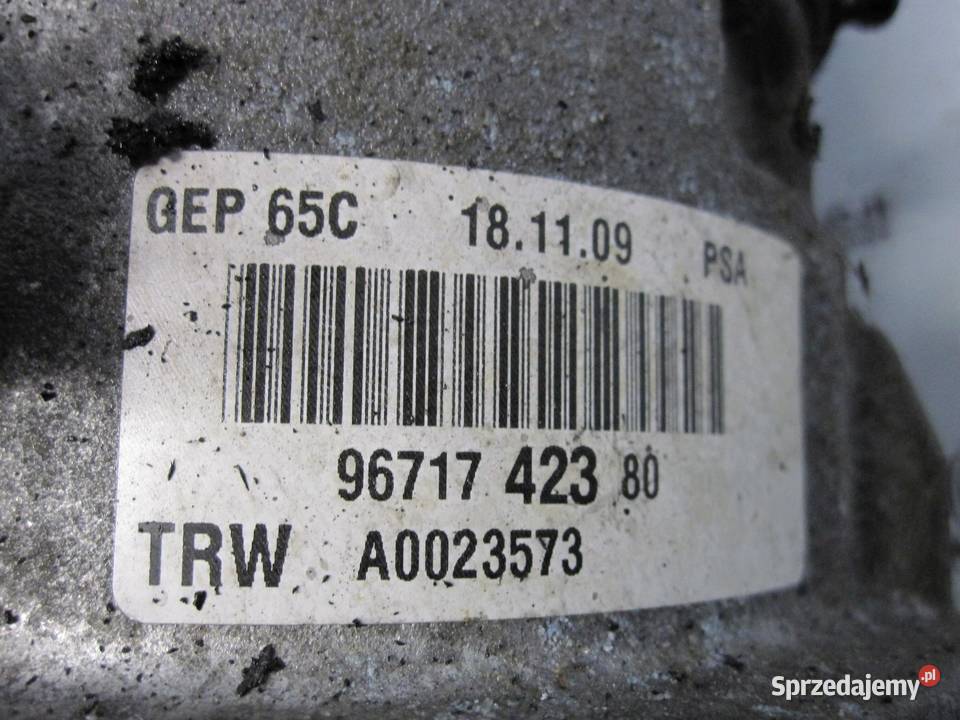 GEP 65C 18.11.09 PSA
96717 423 80
TRW A0023573
Sprzedajemy.pl